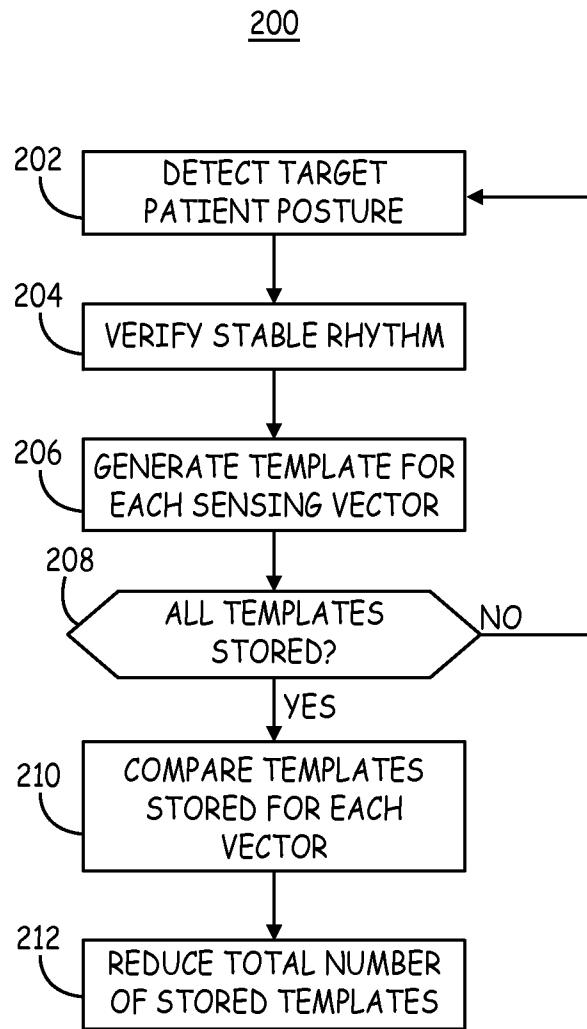 200
202
DETECT TARGET
PATIENT POSTURE
204
VERIFY STABLE RHYTHM
206
GENERATE TEMPLATE FOR
EACH SENSING VECTOR
208
ALL TEMPLATES
STORED?
NO
YES
210
COMPARE TEMPLATES
STORED FOR EACH
VECTOR
212
REDUCE TOTAL NUMBER
OF STORED TEMPLATES